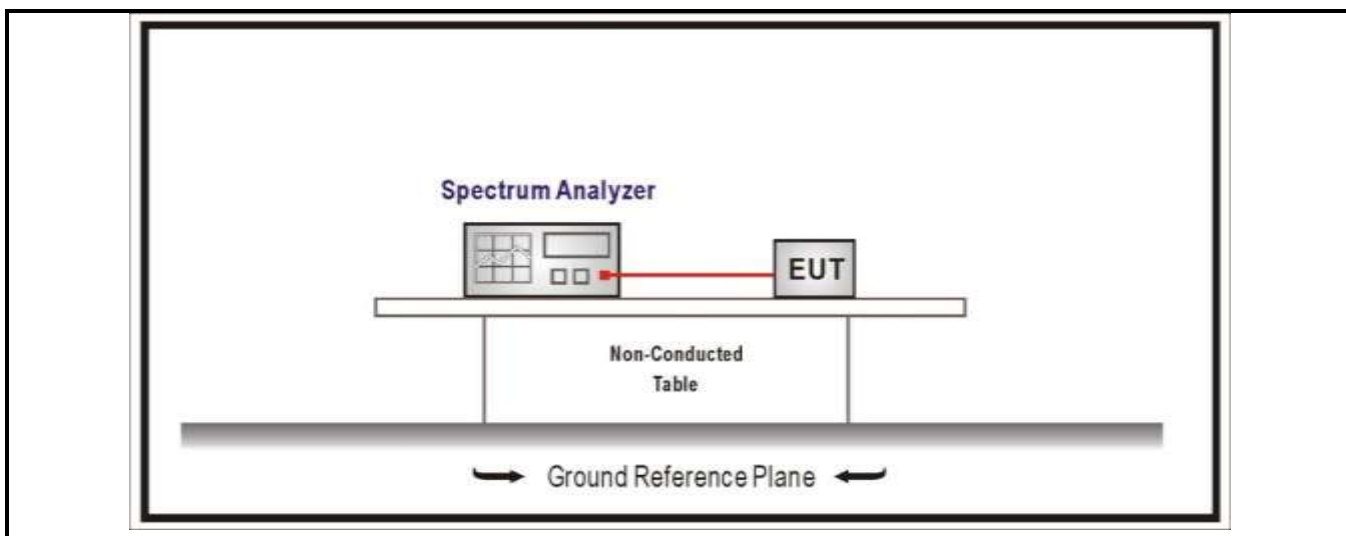 Spectrum Analyzer
EUT
Non-Conducted
Table
Ground Reference Plane